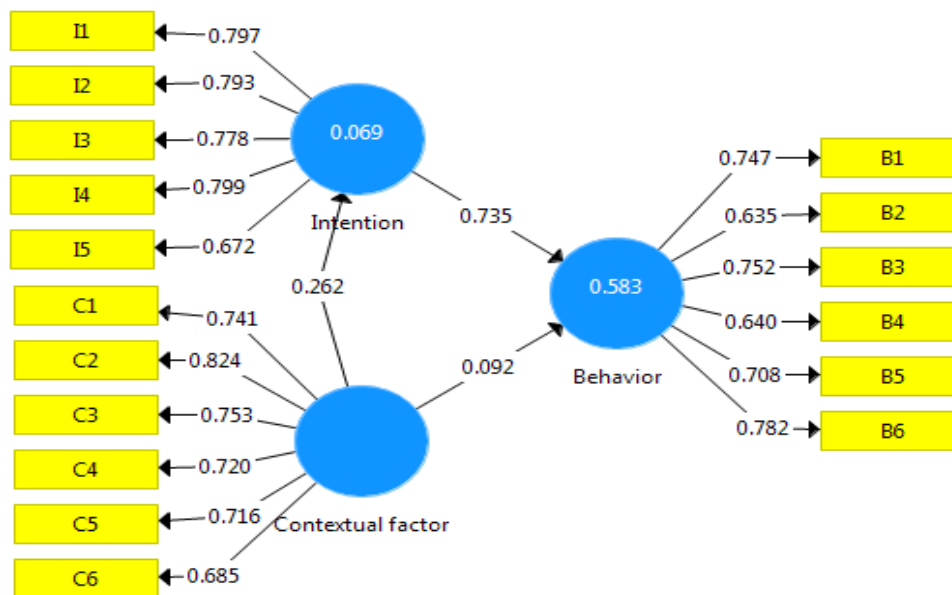 I1
0.797
I2
0.793
I3
0.778
I4
0.799
I5
0.672
0.069
Intention
0.262
0.735
C1
0.741
C2
0.824
C3
0.753
C4
0.720
C5
0.716
C6
0.685
Contextual factor
0.092
0.583
Behavior
0.747
B1
0.635
B2
0.752
B3
0.640
B4
0.708
B5
0.782
B6